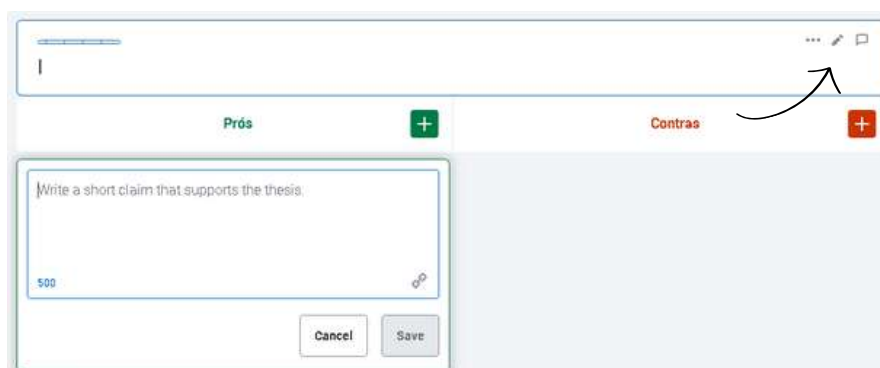 Prós
Contras
Write a short claim that supports the thesis.
500
Cancel
Save